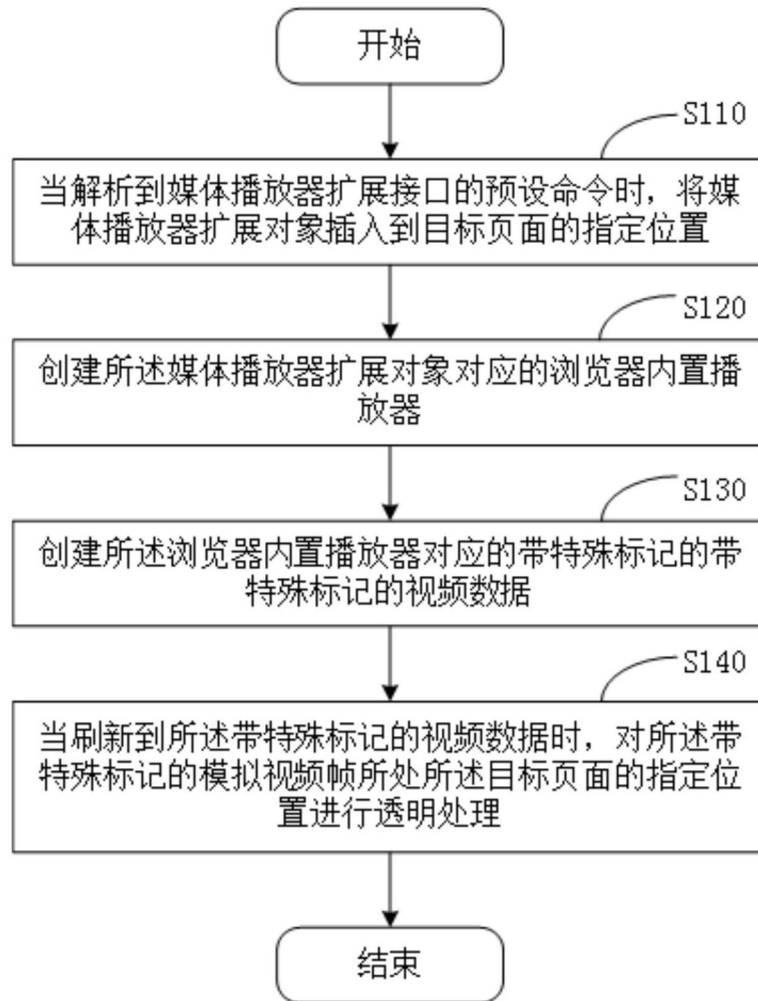 开始
S110
当解析到媒体播放器扩展接口的预设命令时，将媒
体播放器扩展对象插入到目标页面的指定位置
S120
创建所述媒体播放器扩展对象对应的浏览器内置播
放器
S130
创建所述浏览器内置播放器对应的带特殊标记的带
特殊标记的视频数据
S140
当刷新到所述带特殊标记的视频数据时，对所述带
特殊标记的模拟视频帧所处所述目标页面的指定位
置进行透明处理
结束